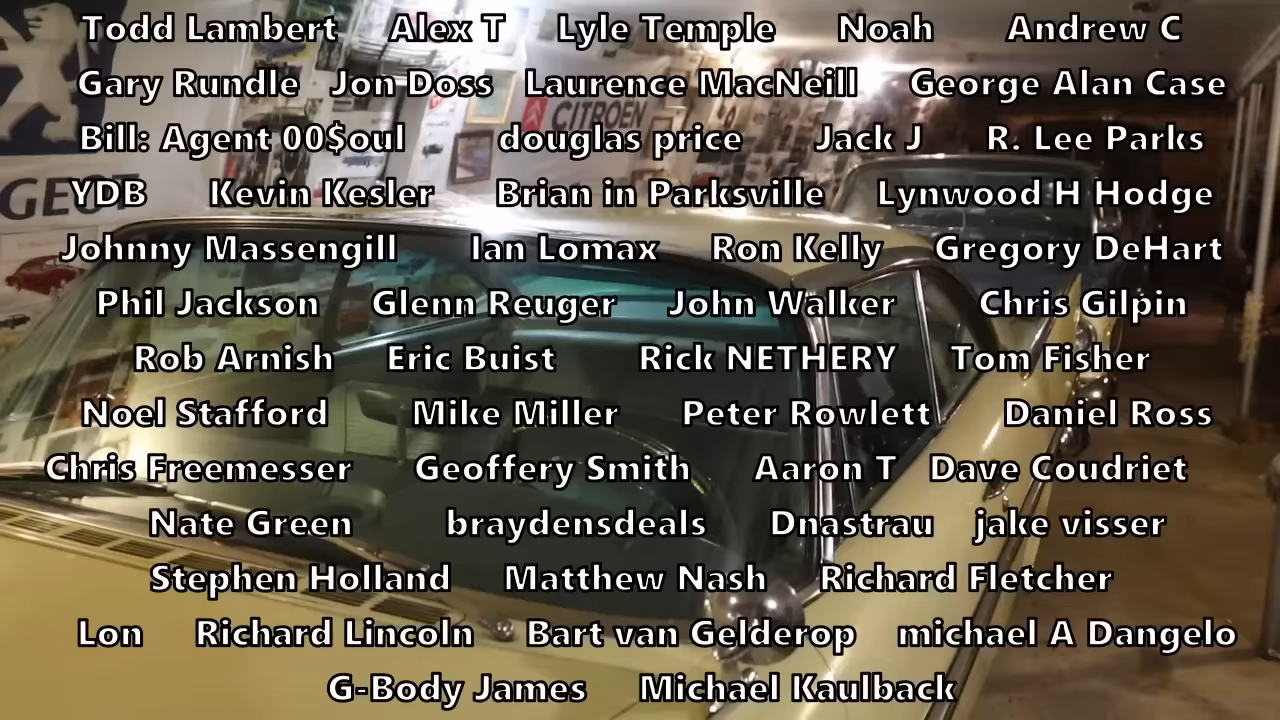 Todd Lambert Alex T Lyle Temple Noah Andrew C
Gary Rundle Jon Doss Laurence MacNeill George Alan Case
CITROËN
Bill: Agent 00$oul douglas price Jack J R. Lee Parks
YDB Kevin Kesler Brian in Parksville Lynwood H Hodge
GEOT
Johnny Massengill Ian Lomax Ron Kelly Gregory DeHart
Phil Jackson Glenn Reuger John Walker Chris Gilpin
Rob Arnish Eric Buist Rick NETHERY Tom Fisher
Noel Stafford Mike Miller Peter Rowlett Daniel Ross
Chris Freemesser Geoffery Smith Aaron T Dave Coudriet
Nate Green braydensdeals Dnastrau jake visser
Stephen Holland Matthew Nash Richard Fletcher
Lon Richard Lincoln Bart van Gelderop michael A Dangelo
G-Body James Michael Kaulback